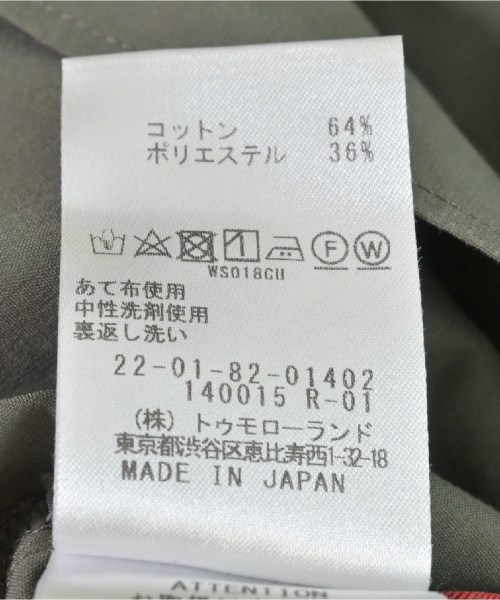 コットン 64%
ポリエステル 36%
F W
WS018GU
あて布使用
中性洗剤使用
裏返し洗い
22-01-82-01402
140015 R-01
(株) トゥモローランド
東京都渋谷区恵比寿西1-32-18
MADE IN JAPAN
ATTENTION